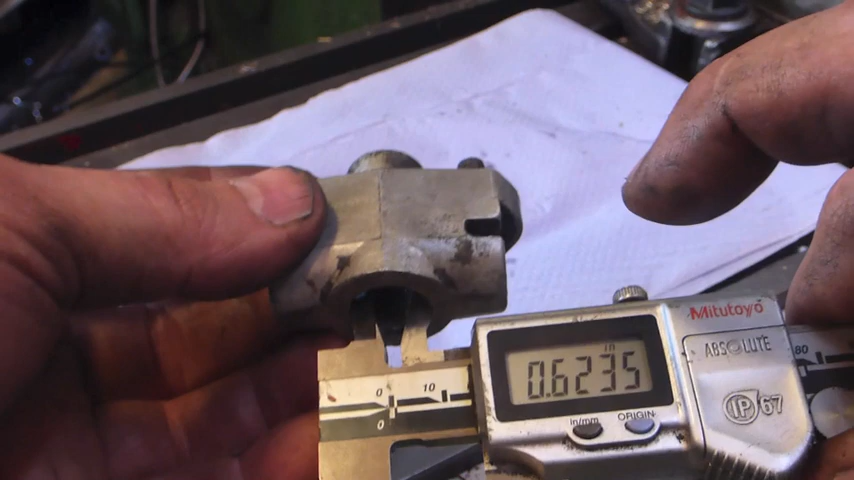 Mitutoyo
ABSOLUTE
in
0.6235
IP67
in/mm
ORIGIN
0 10
0
80